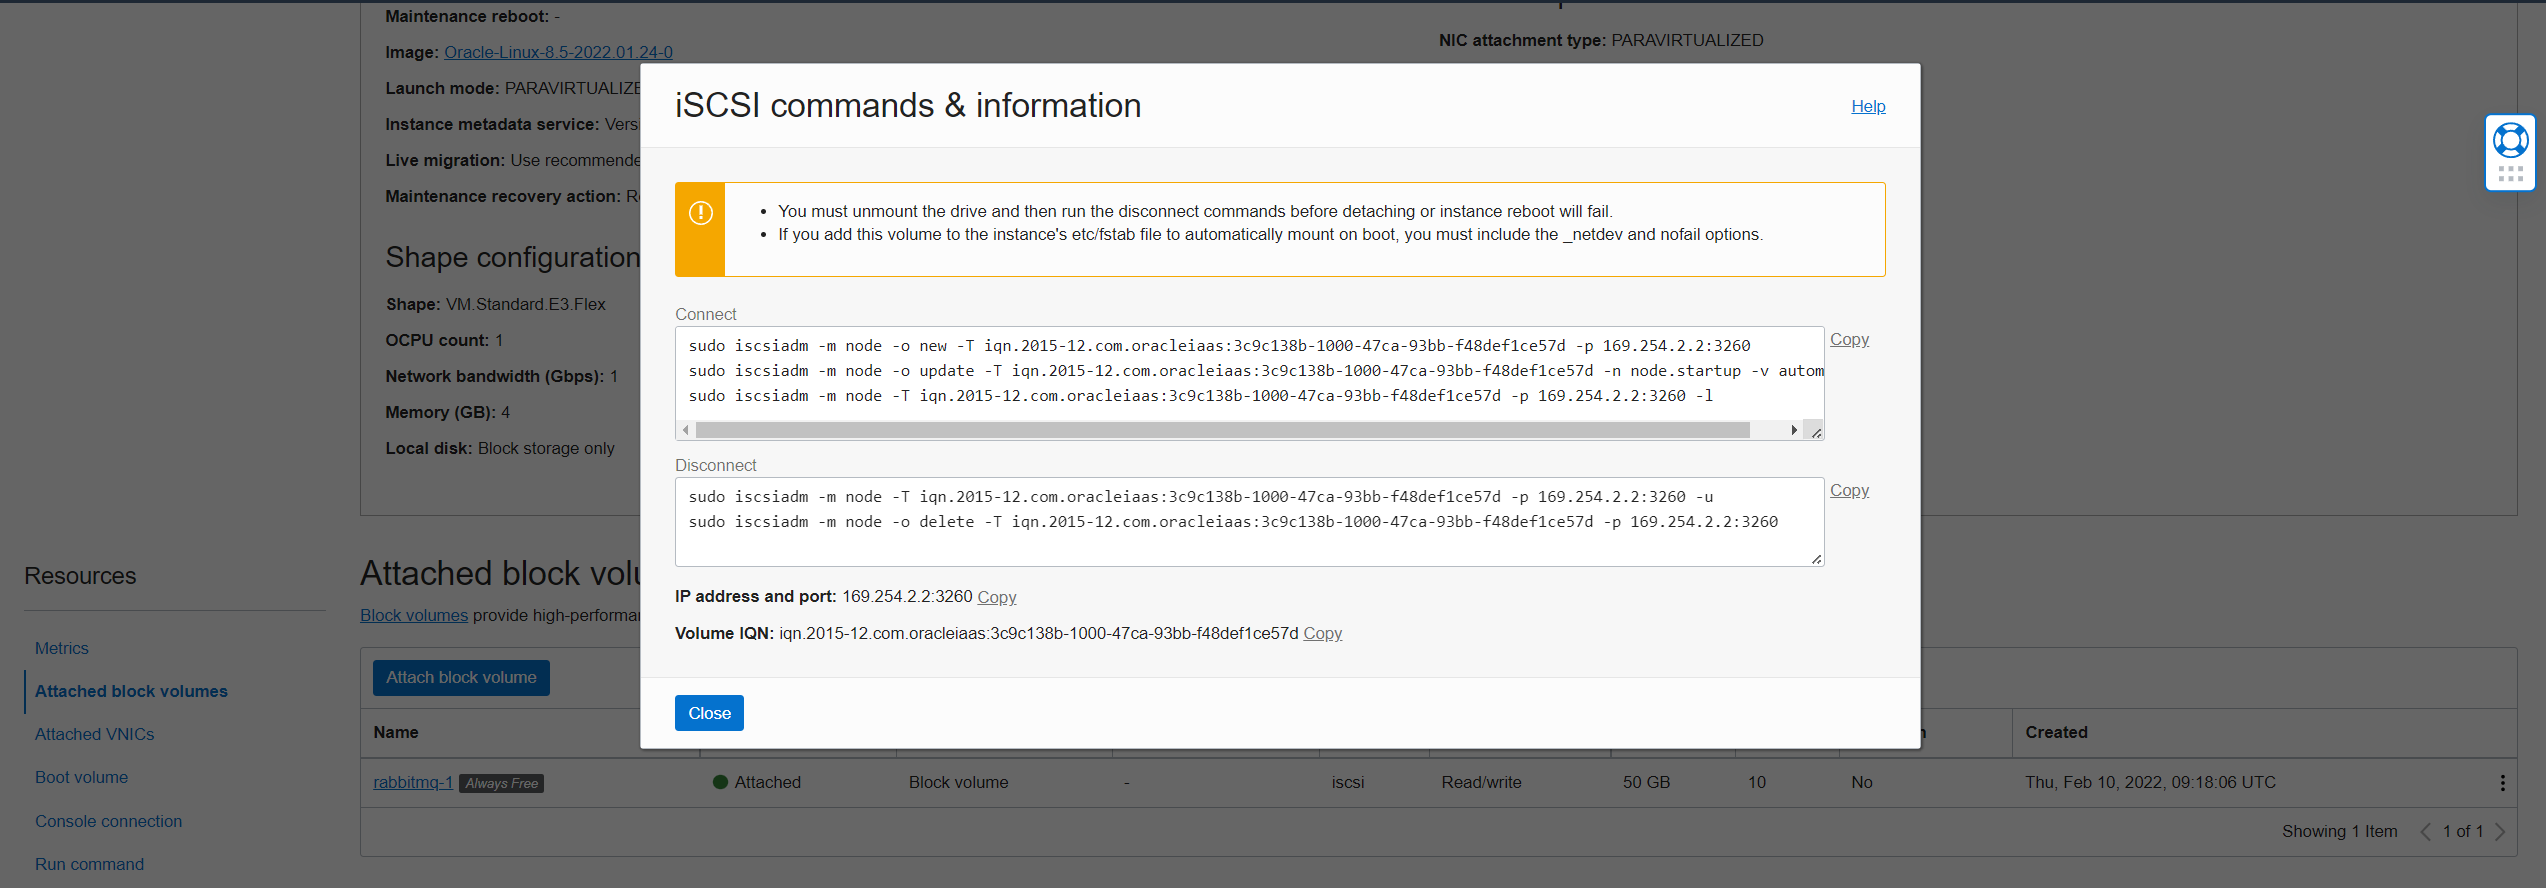 Maintenance reboot: -
Image: Oracle-Linux-8.5-2022.01.24-0
Launch mode: PARAVIRTUALIZE
Instance metadata service: Vers
Live migration: Use recommende
Maintenance recovery action: R
NIC attachment type: PARAVIRTUALIZED
Shape configuration
Shape: VM.Standard.E3.Flex
OCPU count: 1
Network bandwidth (Gbps): 1
Memory (GB): 4
Local disk: Block storage only
iSCSI commands & information
Help
You must unmount the drive and then run the disconnect commands before detaching or instance reboot will fail.
If you add this volume to the instance's etc/fstab file to automatically mount on boot, you must include the _netdev and nofail options.
Connect
sudo iscsiadm -m node -o new -T iqn.2015-12.com.oracleiaas:3c9c138b-1000-47ca-93bb-f48def1ce57d -p 169.254.2.2:3260
sudo iscsiadm -m node -o update -T iqn.2015-12.com.oracleiaas:3c9c138b-1000-47ca-93bb-f48def1ce57d -n node.startup -v autom
sudo iscsiadm -m node -T iqn.2015-12.com.oracleiaas:3c9c138b-1000-47ca-93bb-f48def1ce57d -p 169.254.2.2:3260 -l
Copy
Disconnect
sudo iscsiadm -m node -T iqn.2015-12.com.oracleiaas:3c9c138b-1000-47ca-93bb-f48def1ce57d -p 169.254.2.2:3260 -u
sudo iscsiadm -m node -o delete -T iqn.2015-12.com.oracleiaas:3c9c138b-1000-47ca-93bb-f48def1ce57d -p 169.254.2.2:3260
Copy
IP address and port: 169.254.2.2:3260 Copy
Volume IQN: iqn.2015-12.com.oracleiaas:3c9c138b-1000-47ca-93bb-f48def1ce57d Copy
Close
Resources
Metrics
Attached block volumes
Attached VNICs
Boot volume
Console connection
Run command
Attached block volu
Block volumes provide high-performa
Attach block volume
Name Created
rabbitmq-1 Always Free Attached Block volume - iscsi Read/write 50 GB 10 No Thu, Feb 10, 2022, 09:18:06 UTC
Showing 1 Item 1 of 1